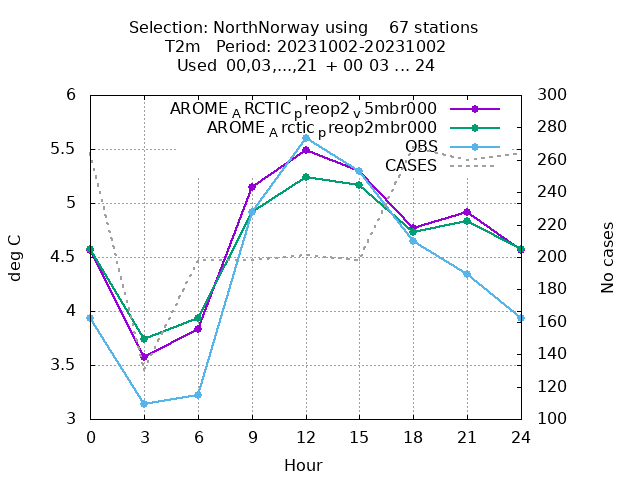 Selection: NorthNorway using 67 stations
T2m Period: 20231002-20231002
Used 00,03,...,21 + 00 03 ... 24
AROME_ARCTIC_preop2_v5mbr000
AROME_Arctic_preop2mbr000
OBS
CASES
6
5.5
5
4.5
4
3.5
3
300
280
260
240
220
200
180
160
140
120
100
deg C
No cases
0 3 6 9 12 15 18 21 24
Hour